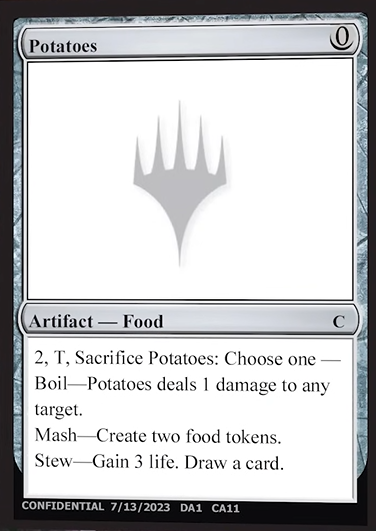 Potatoes 0
Artifact — Food C
2, T, Sacrifice Potatoes: Choose one —
Boil—Potatoes deals 1 damage to any
target.
Mash—Create two food tokens.
Stew—Gain 3 life. Draw a card.
CONFIDENTIAL 7/13/2023 DA1 CA11